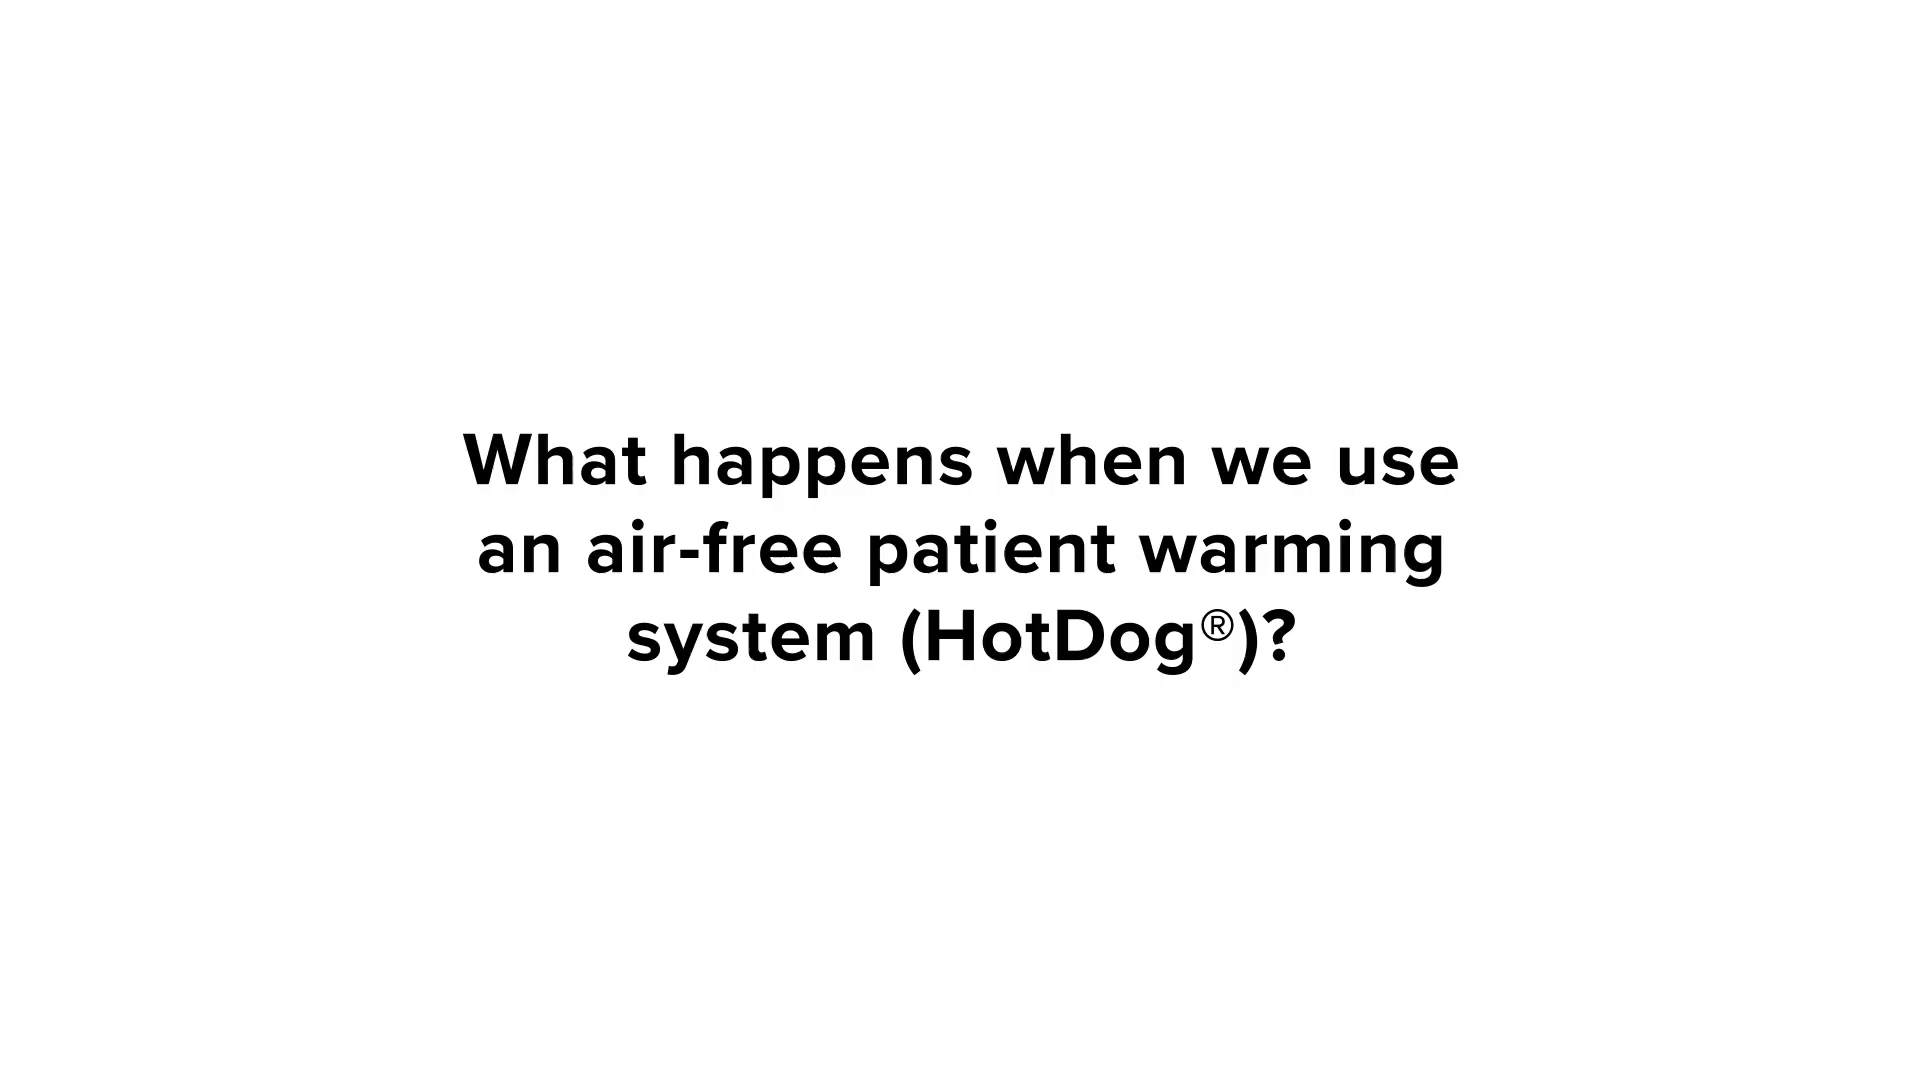 What happens when we use
an air-free patient warming
system (HotDog®)?